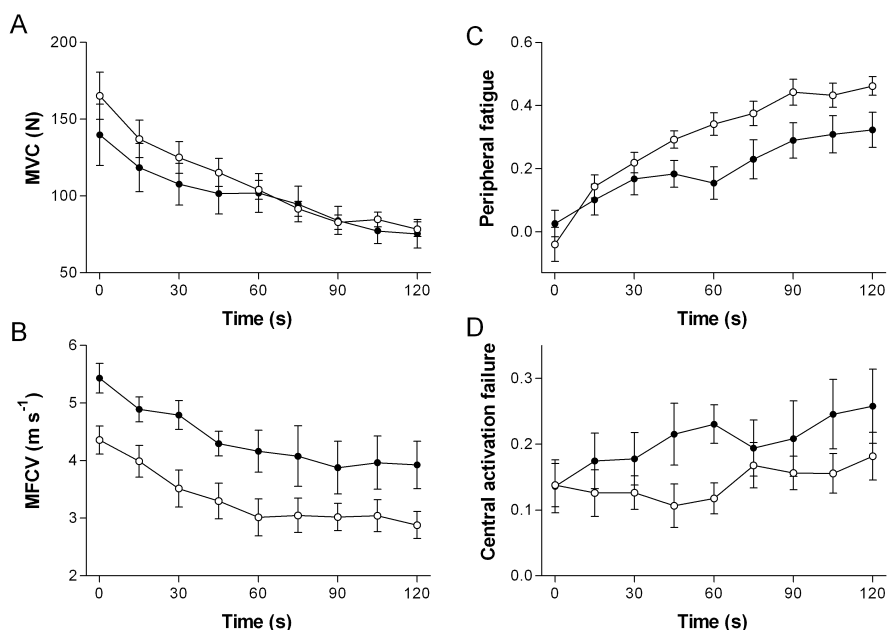 A
200
150
100
50
MVC (N)
0 30 60 90 120
Time (s)
B
6
5
4
3
2
MFCV (m s⁻¹)
0 30 60 90 120
Time (s)
C
0.6
0.4
0.2
0.0
Peripheral fatigue
0 30 60 90 120
Time (s)
D
0.3
0.2
0.1
0.0
Central activation failure
0 30 60 90 120
Time (s)